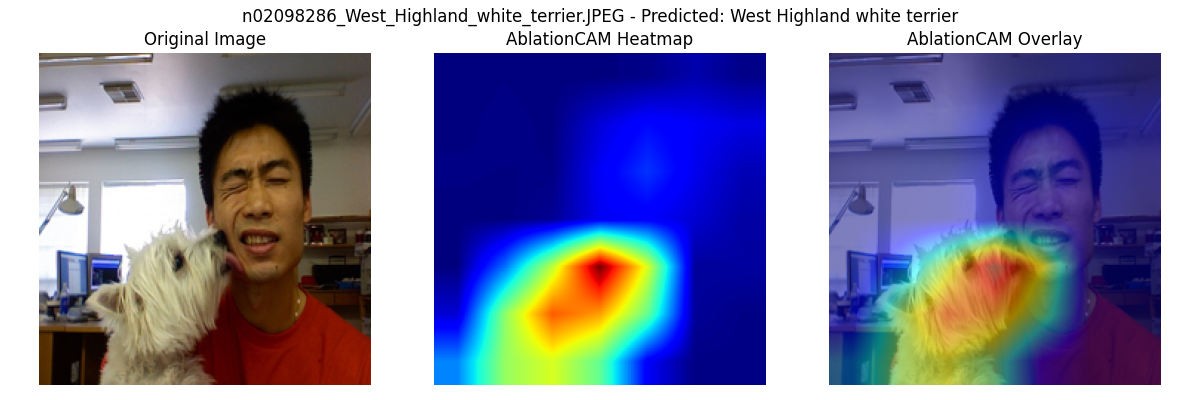 n02098286_West_Highland_white_terrier.JPEG - Predicted: West Highland white terrier
Original Image
AblationCAM Heatmap
AblationCAM Overlay